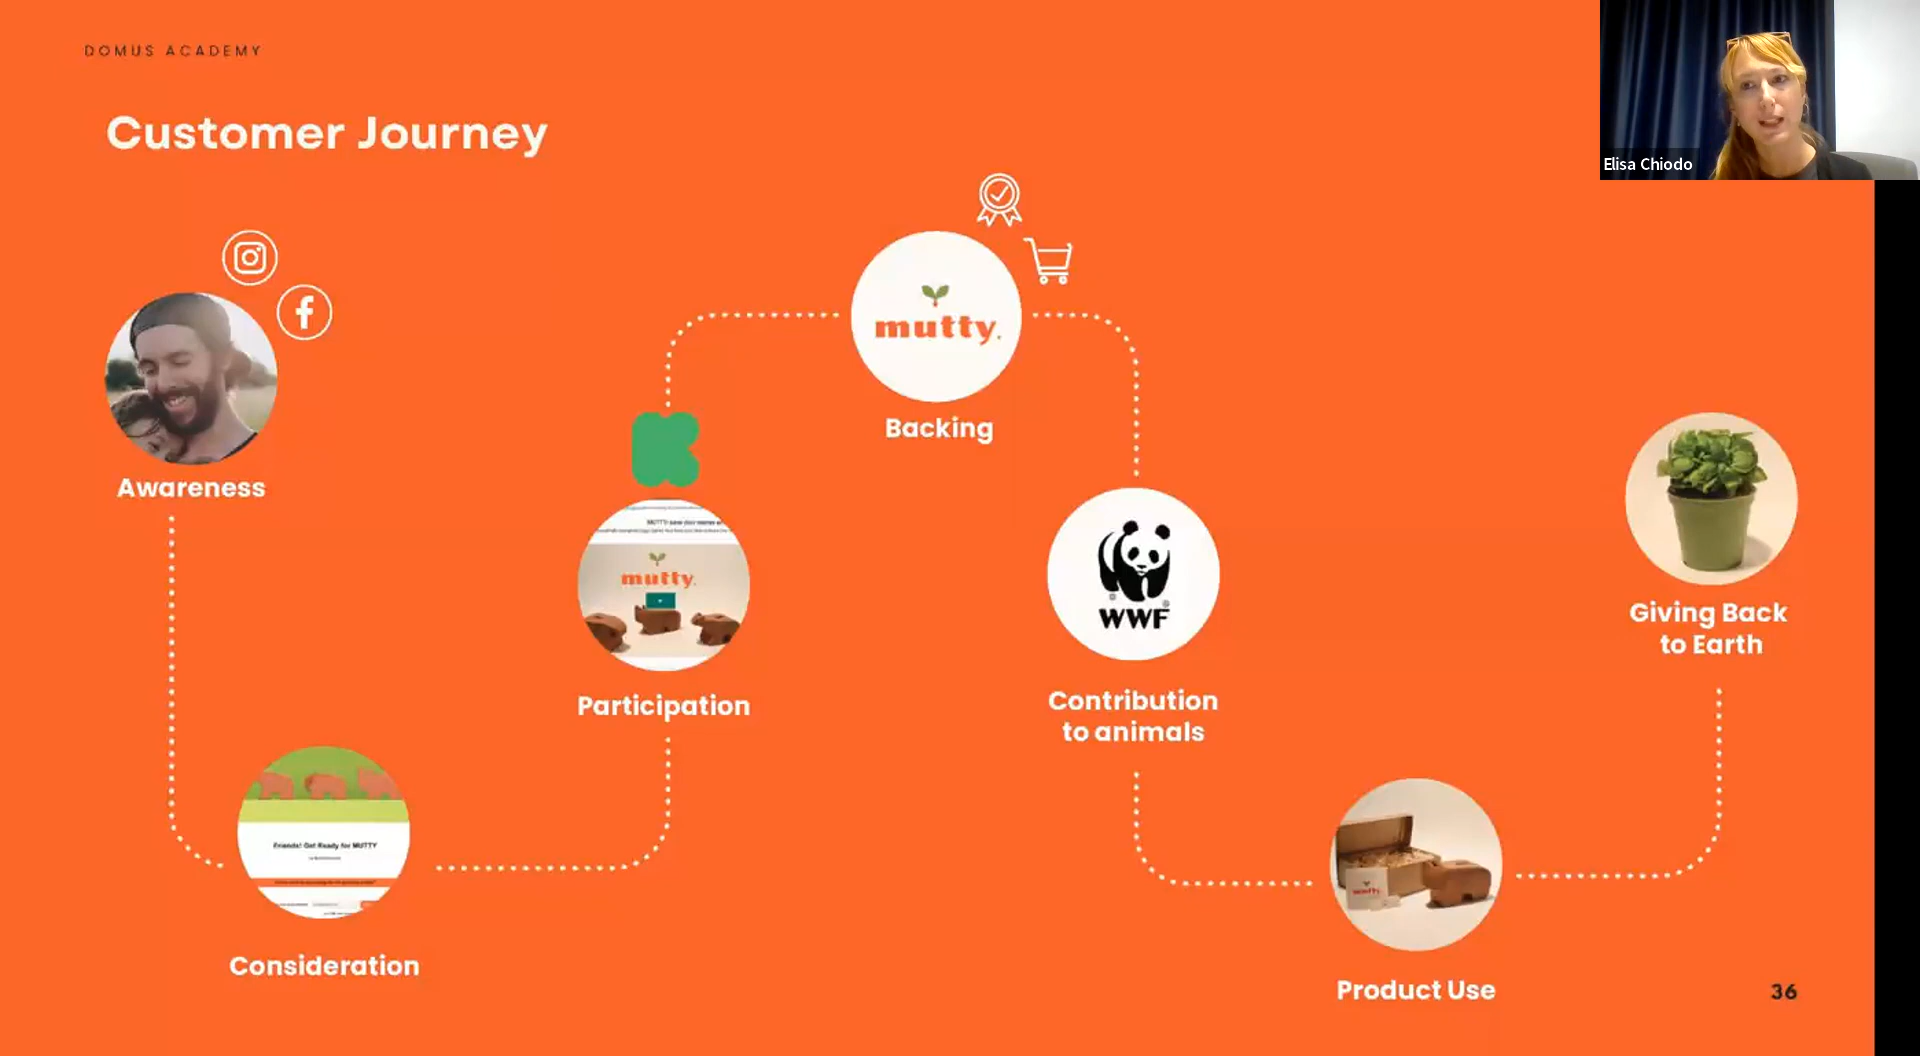 DOMUS ACADEMY
Customer Journey
Elisa Chiodo
mutty.
Backing
Awareness
mutty.
Participation
WWF
Contribution
to animals
Giving Back
to Earth
Friends! Get Ready for MUTTY
Consideration
mutty.
Product Use
36